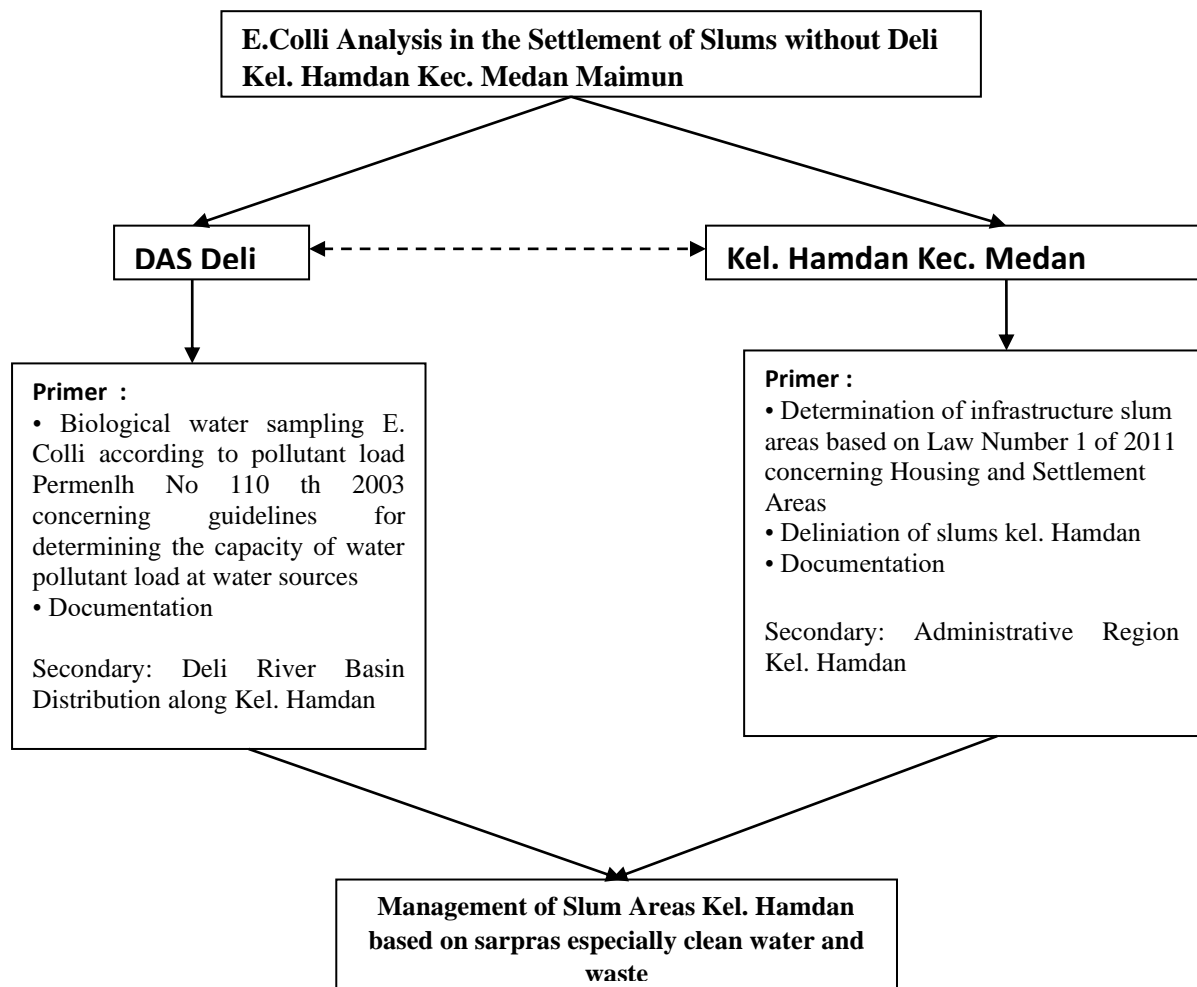 E.Colli Analysis in the Settlement of Slums without Deli
Kel. Hamdan Kec. Medan Maimun
DAS Deli
Kel. Hamdan Kec. Medan
Primer :
• Biological water sampling E.
Colli according to pollutant load
Permenlh No 110 th 2003
concerning guidelines for
determining the capacity of water
pollutant load at water sources
• Documentation
Secondary: Deli River Basin
Distribution along Kel. Hamdan
Primer :
• Determination of infrastructure slum
areas based on Law Number 1 of 2011
concerning Housing and Settlement
Areas
• Deliniation of slums kel. Hamdan
• Documentation
Secondary: Administrative Region
Kel. Hamdan
Management of Slum Areas Kel. Hamdan
based on sarpras especially clean water and
waste